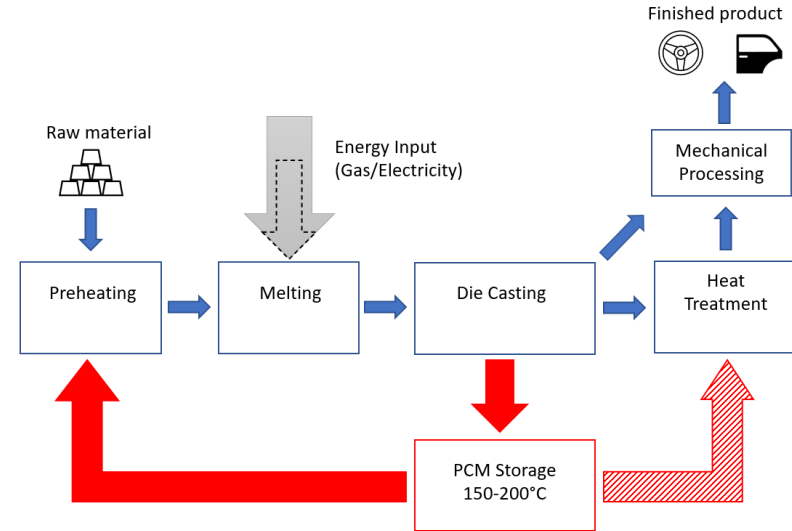 Finished product
Raw material
Energy Input
(Gas/Electricity)
Mechanical
Processing
Preheating
Melting
Die Casting
Heat
Treatment
PCM Storage
150-200°C